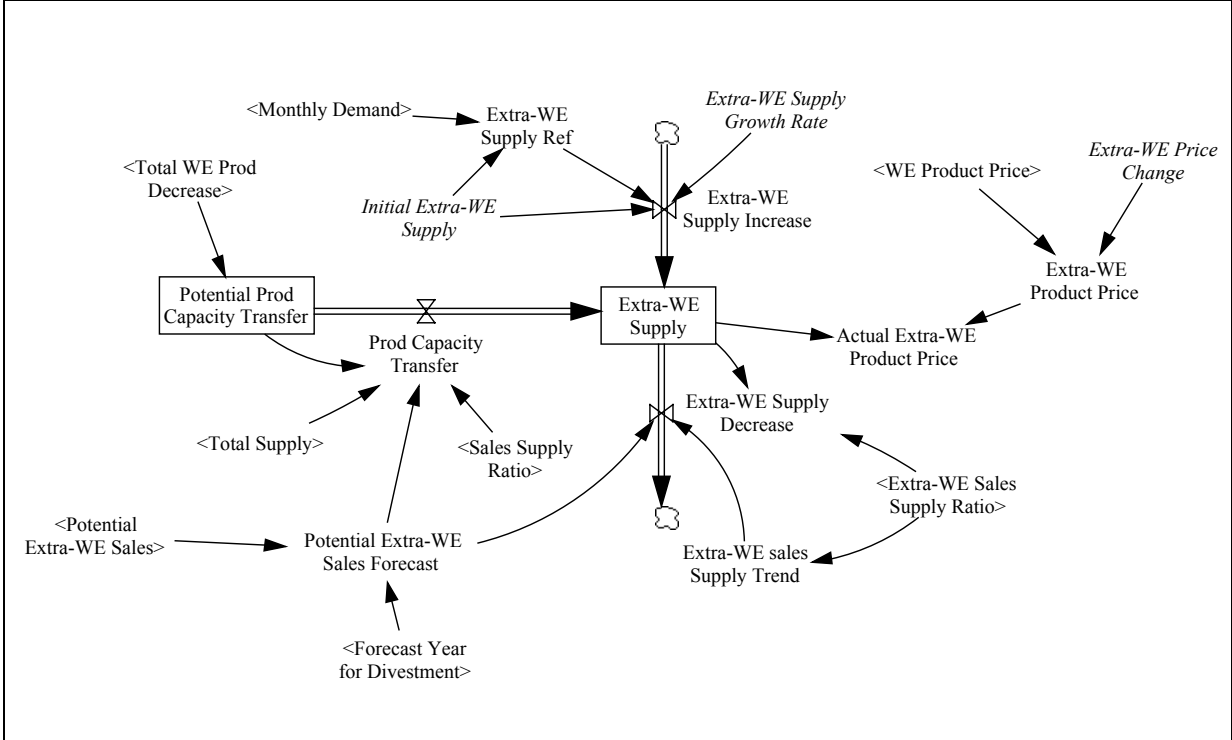 <Monthly Demand>
Extra-WE
Supply Ref
Extra-WE Supply
Growth Rate
<Total WE Prod
Decrease>
Initial Extra-WE
Supply
Extra-WE
Supply Increase
<WE Product Price>
Extra-WE Price
Change
Extra-WE
Product Price
Potential Prod
Capacity Transfer
Prod Capacity
Transfer
Extra-WE
Supply
Actual Extra-WE
Product Price
Extra-WE Supply
Decrease
<Total Supply>
<Sales Supply
Ratio>
<Extra-WE Sales
Supply Ratio>
<Potential
Extra-WE Sales>
Potential Extra-WE
Sales Forecast
Extra-WE sales
Supply Trend
<Forecast Year
for Divestment>